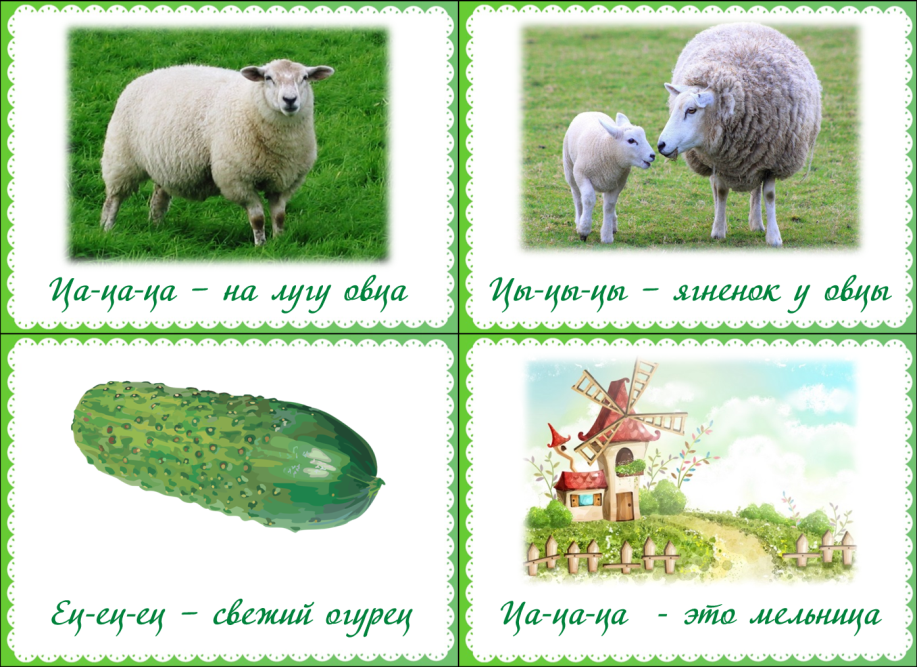 Ца-ца-ца – на лугу овца
Цы-цы-цы – ягненок у овцы
Ец-ец-ец – свежий огурец
Ца-ца-ца - это мельница